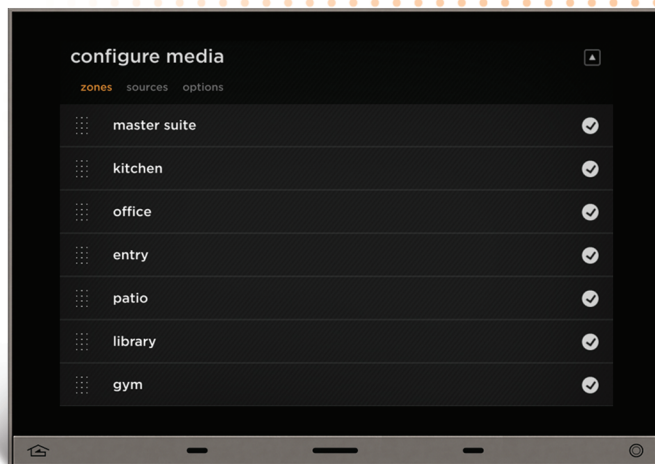 configure media
zones sources options
master suite
kitchen
office
entry
patio
library
gym